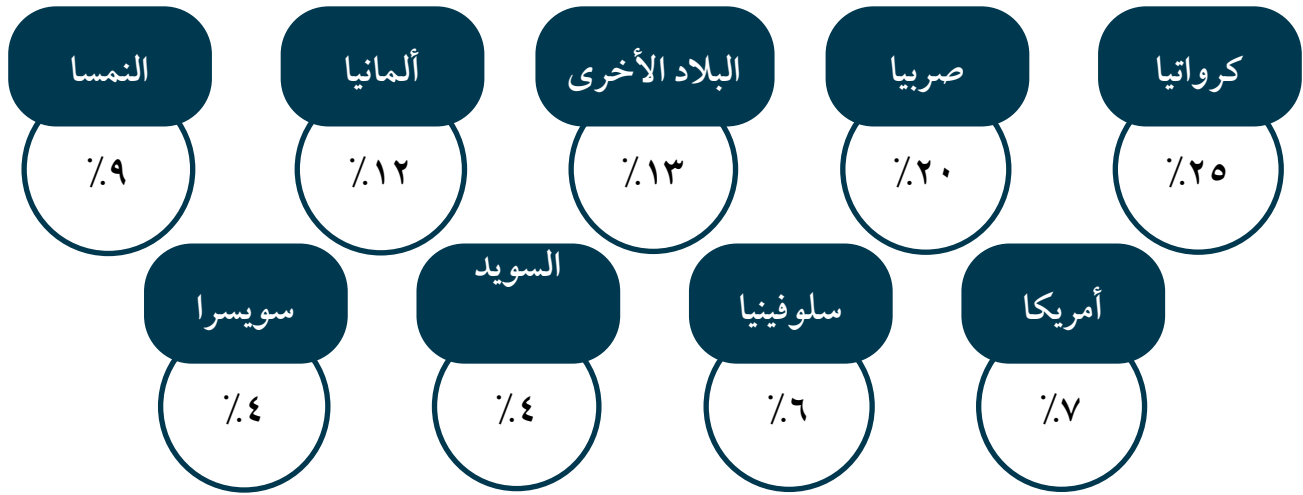 كرواتيا
٢٥٪
صربيا
٢٠٪
البلاد الأخرى
١٣٪
ألمانيا
١٢٪
النمسا
٩٪
أمريكا
٧٪
سلوفينيا
٦٪
السويد
٤٪
سويسرا
٤٪